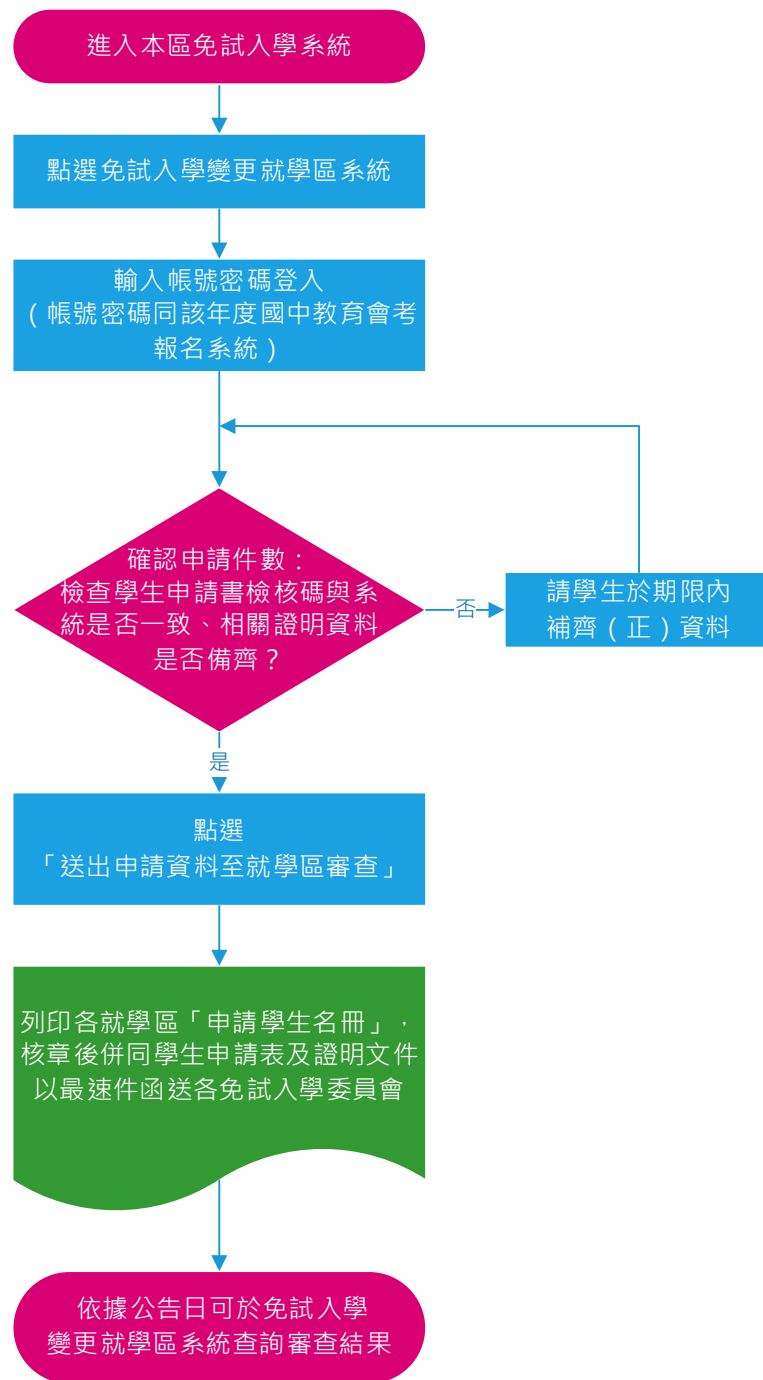 進入本區免試入學系統
點選免試入學變更就學區系統
輸入帳號密碼登入
(帳號密碼同該年度國中教育會考
報名系統)
確認申請件數：
檢查學生申請書檢核碼與系
統是否一致、相關證明資料
是否備齊？
否
請學生於期限內
補齊(正)資料
是
點選
「送出申請資料至就學區審查」
列印各就學區「申請學生名冊」，
核章後併同學生申請表及證明文件
以最速件函送各免試入學委員會
依據公告日可於免試入學
變更就學區系統查詢審查結果